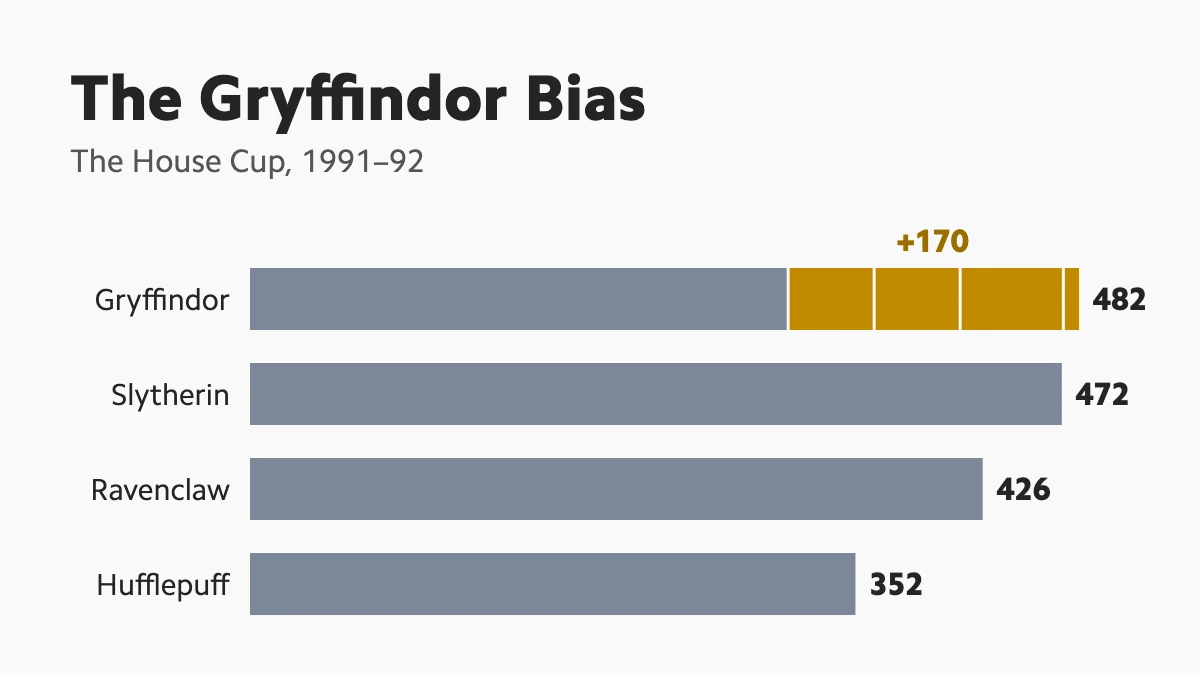 The Gryffindor Bias
The House Cup, 1991–92
+170
Gryffindor 482
Slytherin 472
Ravenclaw 426
Hufflepuff 352